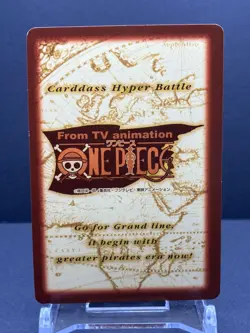 Carddass Hyper Battle
From TV animation
ワンピース
ONE PIECE
Go for Grand line.
it begin with
greater pirates era now!